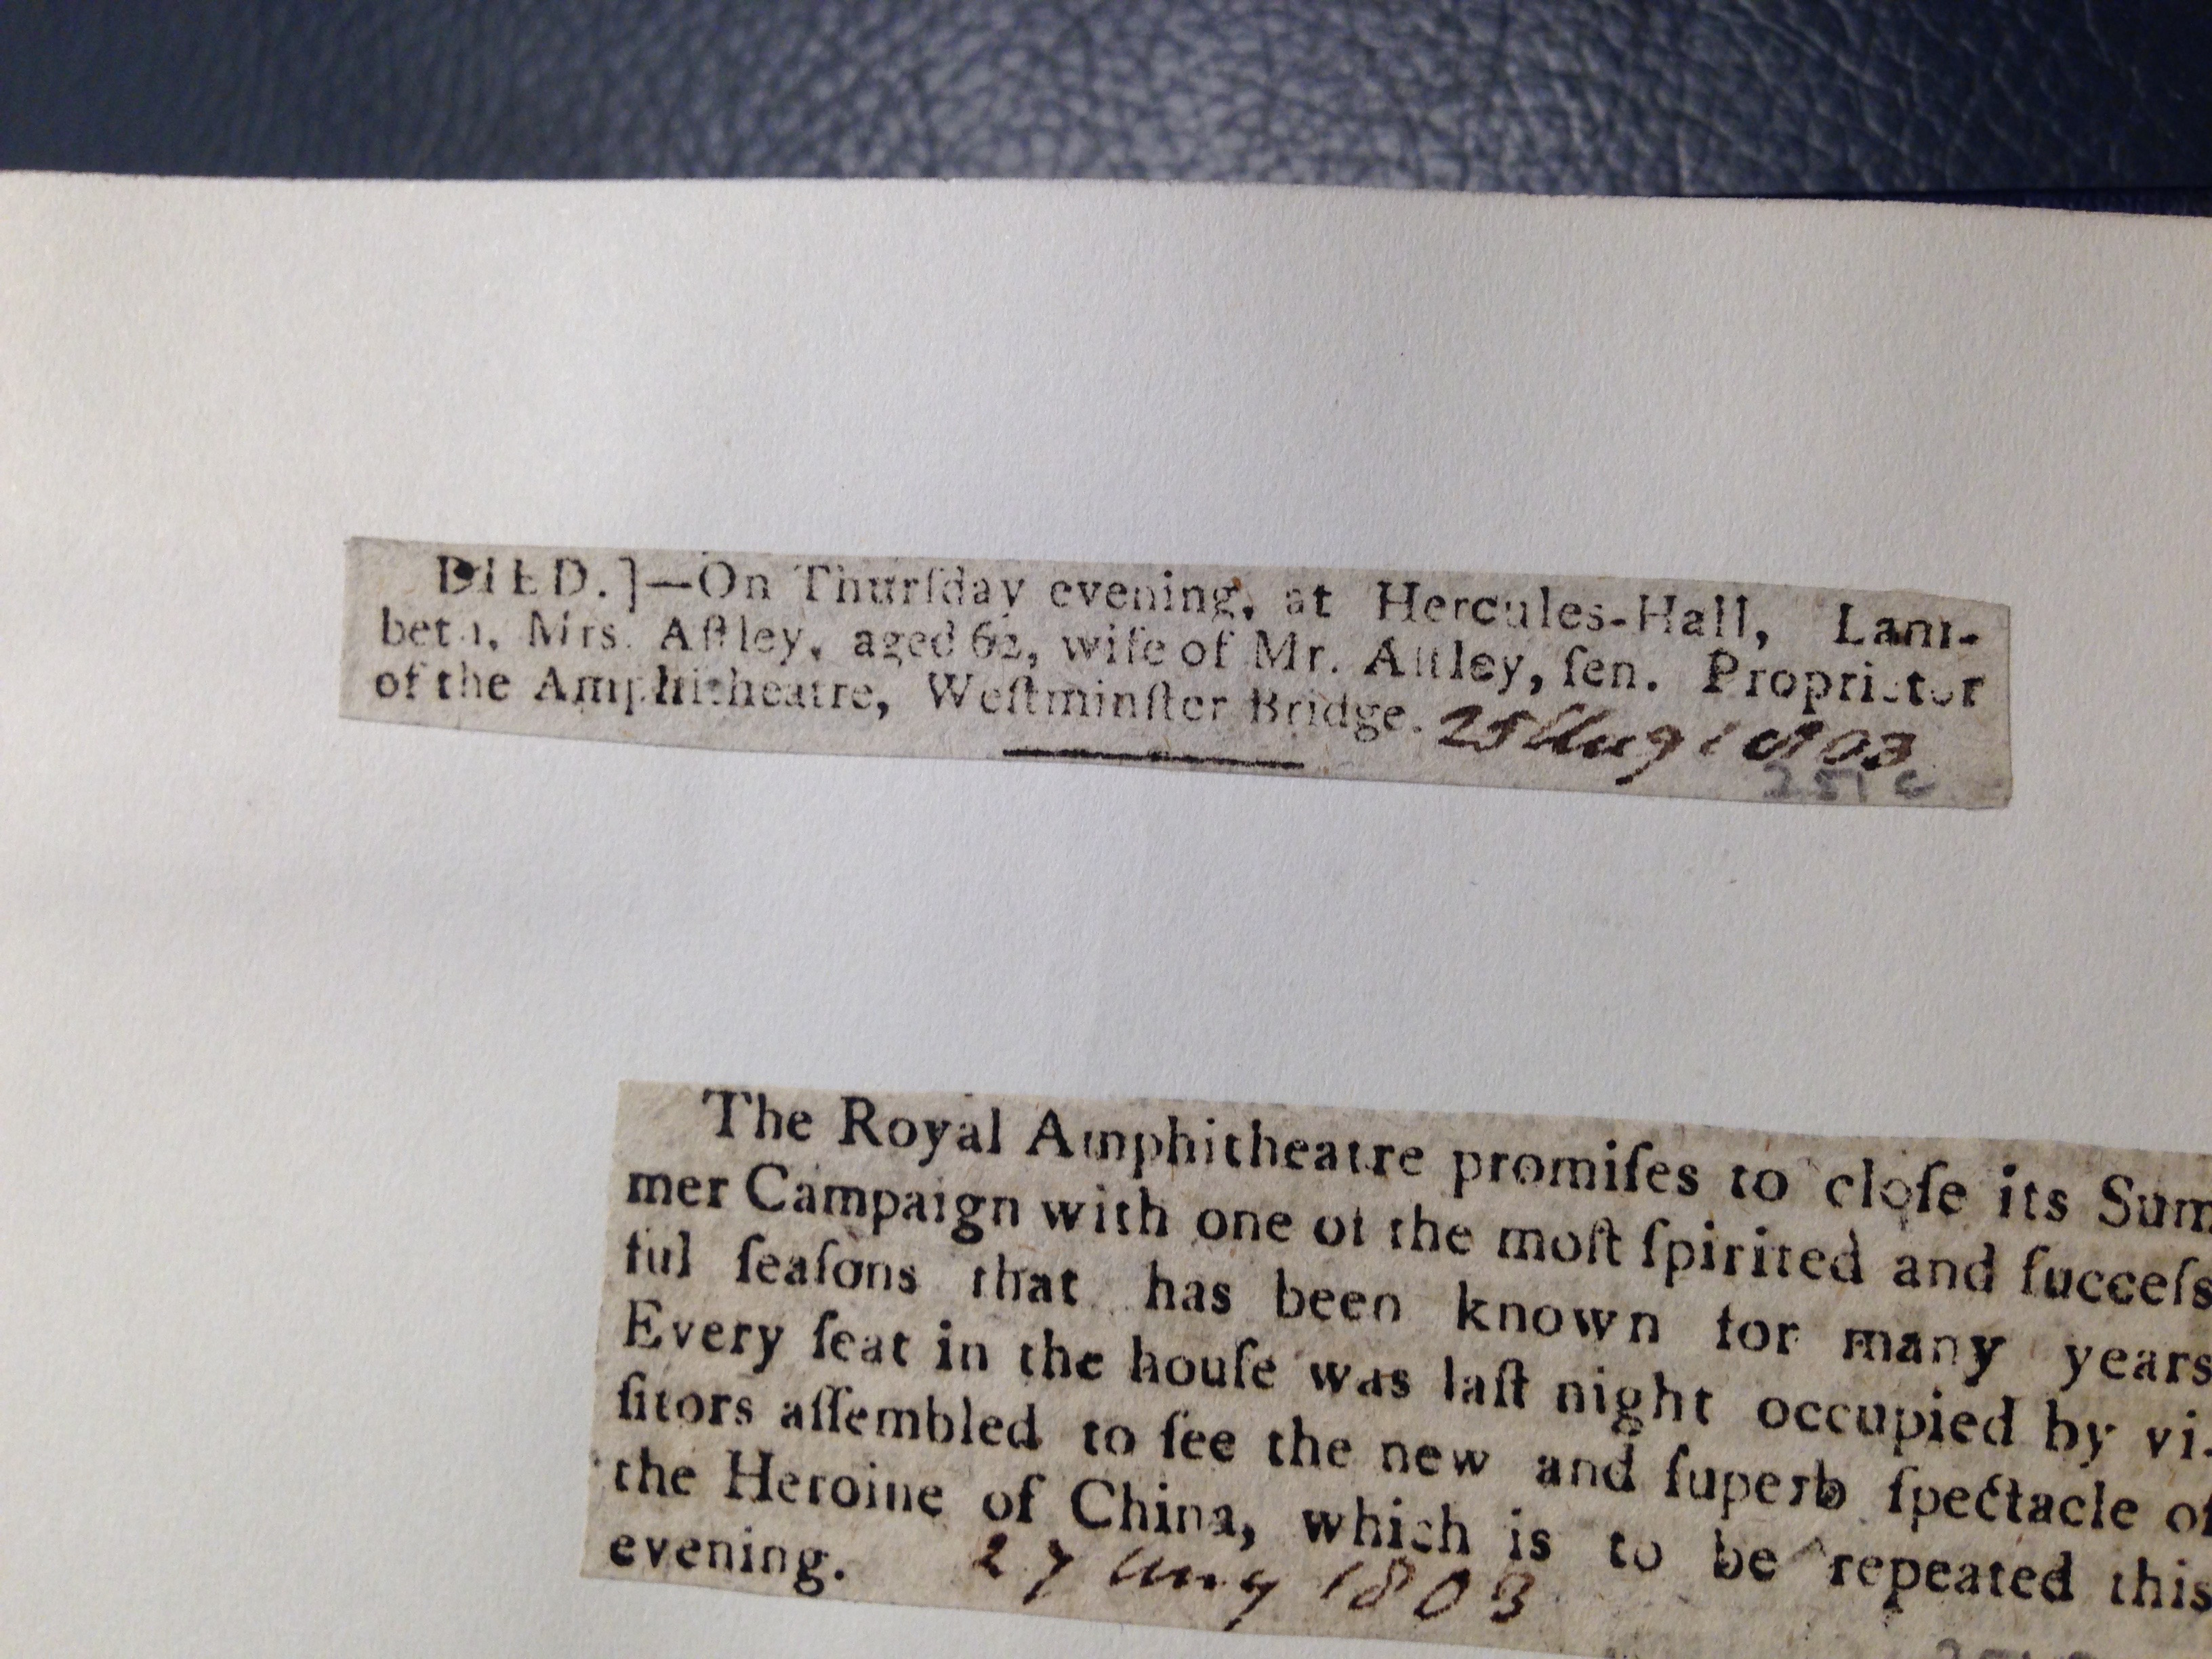 DIED.]—On Thurſday evening, at Hercules-Hall, Lam-
beth, Mrs. Aſtley, aged 62, wife of Mr. Aſtley, ſen. Proprietor
of the Amphitheatre, Weſtminſter Bridge. 25 Aug 1803
251 c
The Royal Amphitheatre promiſes to cloſe its Sum
mer Campaign with one of the moſt ſpirited and ſucceſs
ful ſeaſons that has been known for many years
Every ſeat in the houſe was laſt night occupied by vi-
ſitors aſſembled to ſee the new and ſuperb ſpectacle of
the Heroine of China, which is to be repeated this
evening. 27 Aug 1803